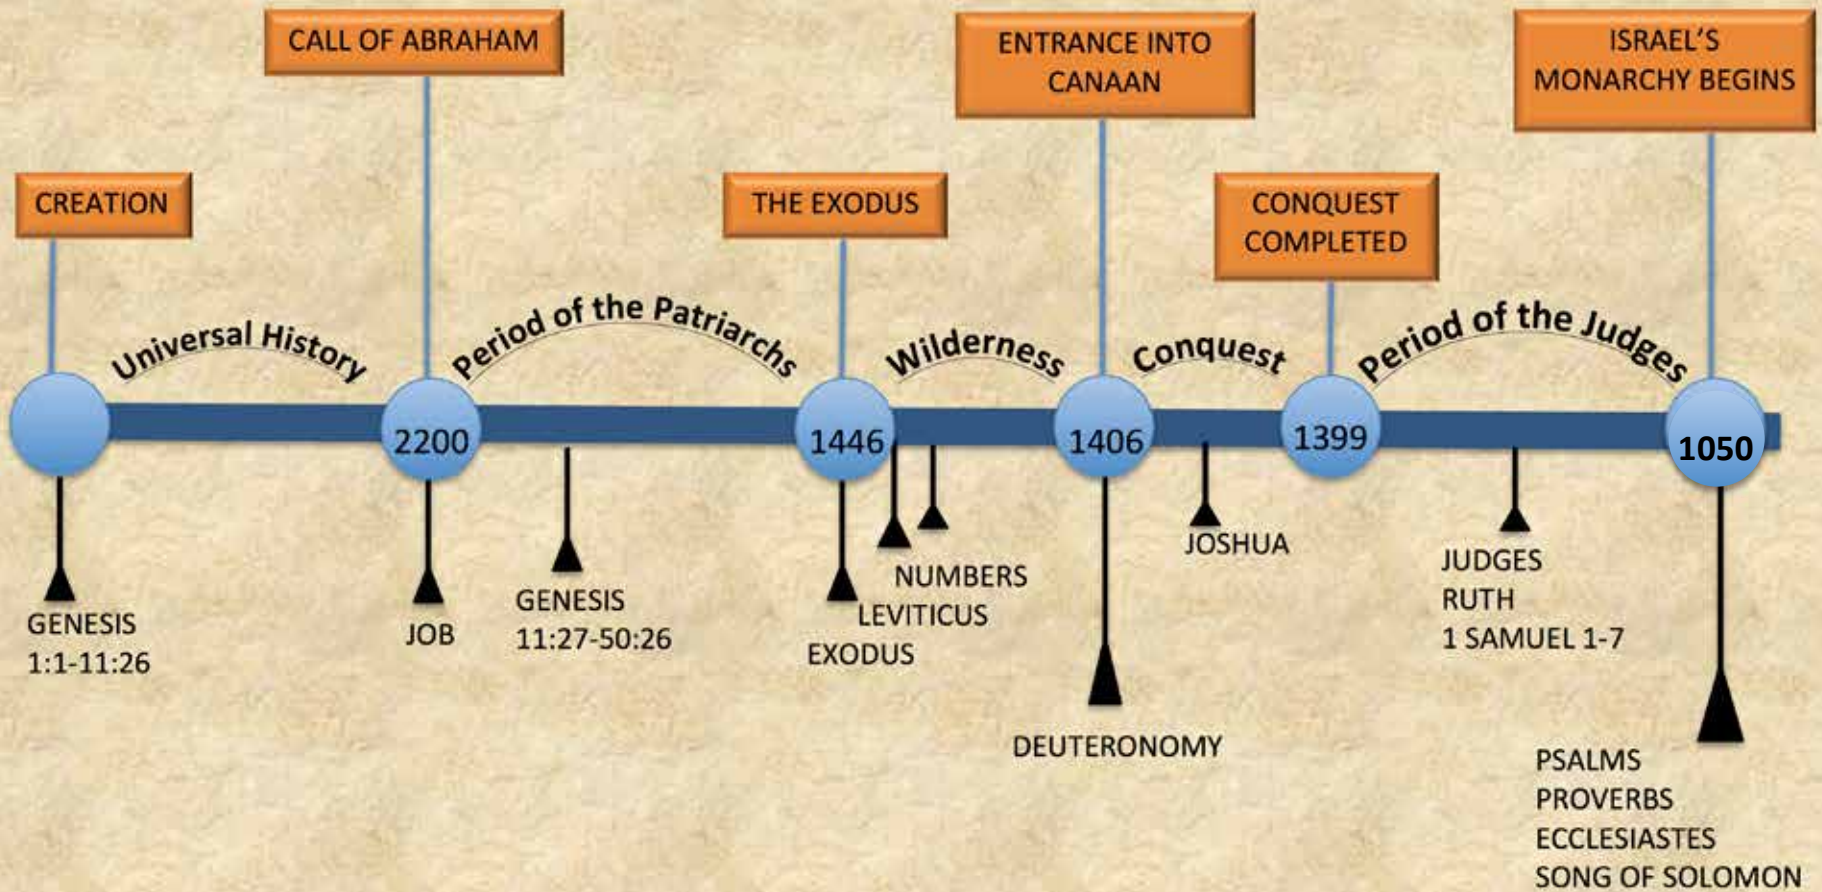 CALL OF ABRAHAM
ENTRANCE INTO
CANAAN
ISRAEL'S
MONARCHY BEGINS
CREATION
THE EXODUS
CONQUEST
COMPLETED
Universal History
Period of the Patriarchs
Wilderness
Conquest
Period of the Judges
2200
1446
1406
1399
1050
GENESIS
1:1-11:26
JOB
GENESIS
11:27-50:26
NUMBERS
LEVITICUS
EXODUS
DEUTERONOMY
JOSHUA
JUDGES
RUTH
1 SAMUEL 1-7
PSALMS
PROVERBS
ECCLESIASTES
SONG OF SOLOMON